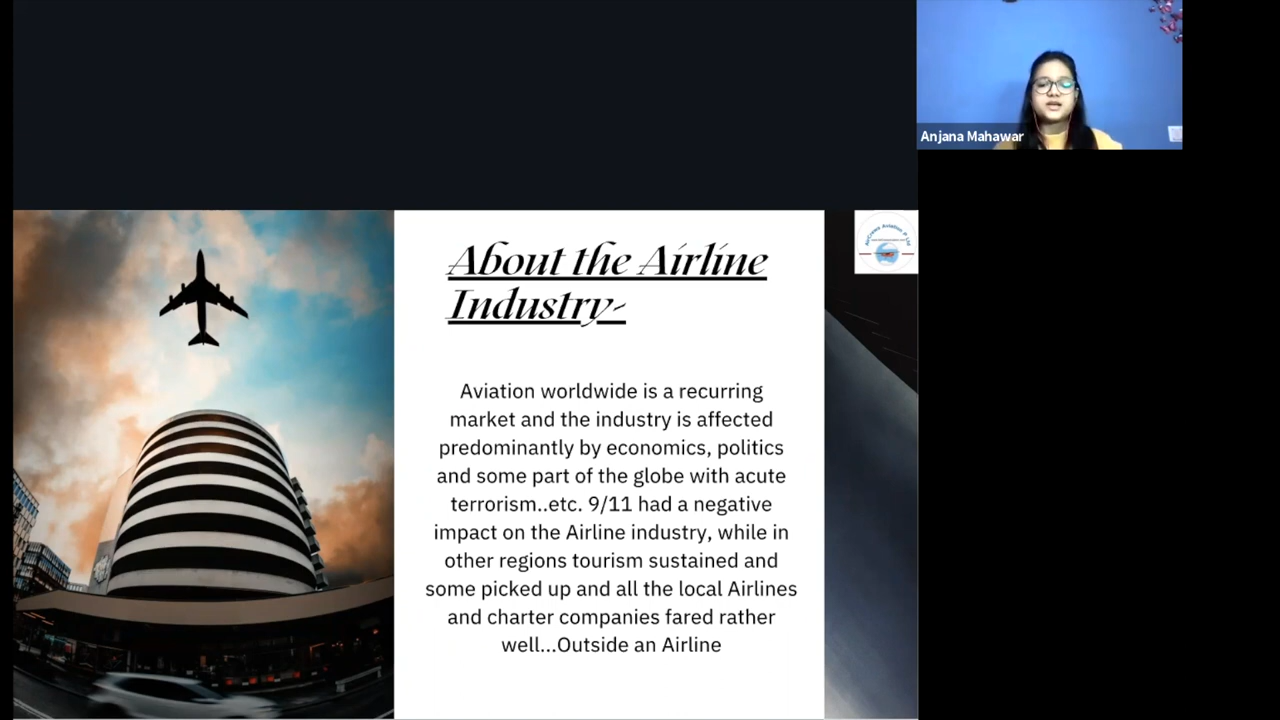 Anjana Mahawar
About the Airline
Industry-
AirCrews Aviation P Ltd
Aviation worldwide is a recurring
market and the industry is affected
predominantly by economics, politics
and some part of the globe with acute
terrorism..etc. 9/11 had a negative
impact on the Airline industry, while in
other regions tourism sustained and
some picked up and all the local Airlines
and charter companies fared rather
well...Outside an Airline